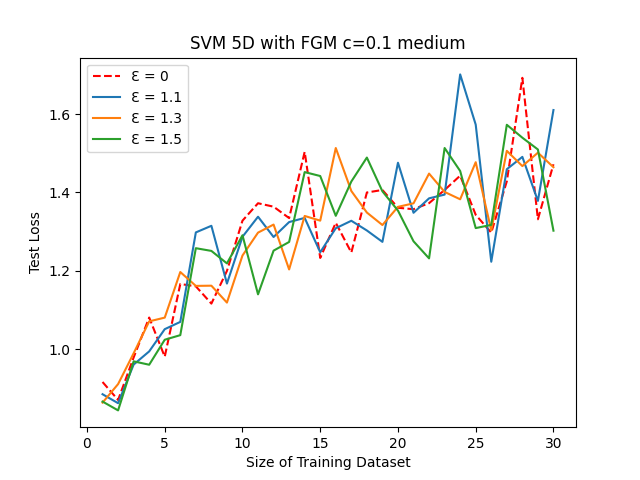 SVM 5D with FGM c=0.1 medium
Ɛ = 0
Ɛ = 1.1
Ɛ = 1.3
Ɛ = 1.5
Test Loss
1.6
1.4
1.2
1.0
0 5 10 15 20 25 30
Size of Training Dataset